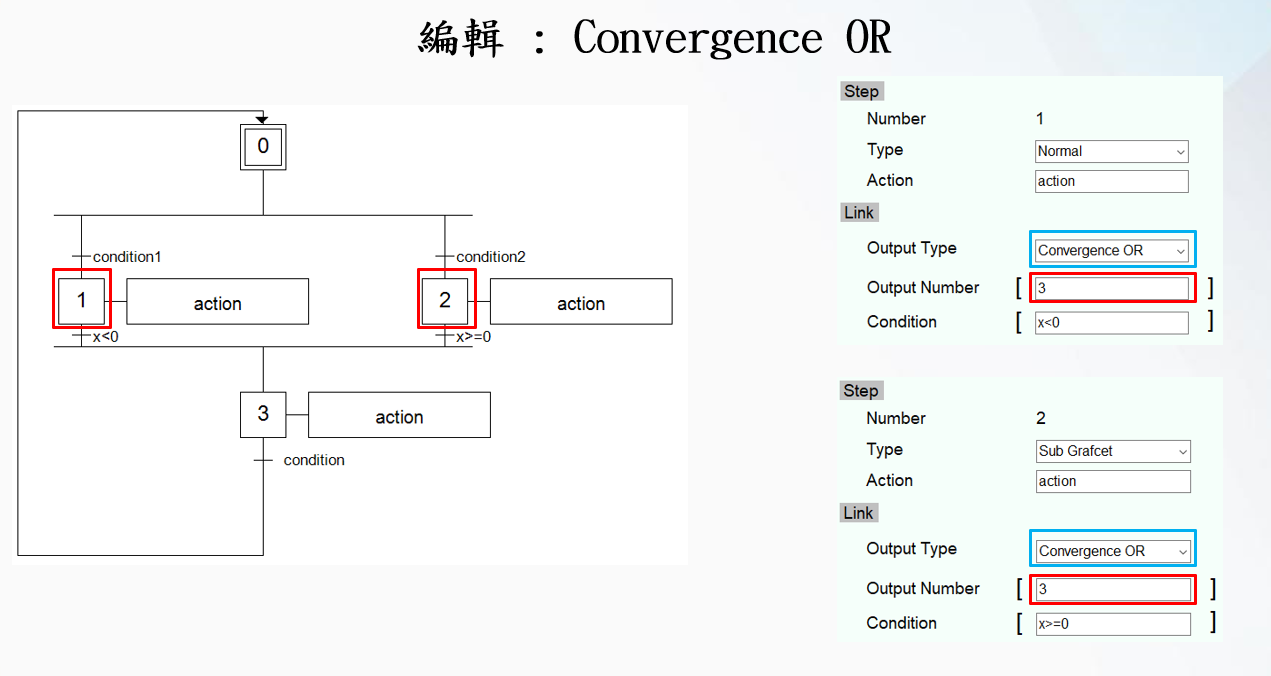 編輯 : Convergence OR
0
condition1
condition2
1
action
2
action
x<0
x>=0
3
action
condition
Step
Number 1
Type Normal
Action action
Link
Output Type Convergence OR
Output Number [ 3 ]
Condition [ x<0 ]
Step
Number 2
Type Sub Grafcet
Action action
Link
Output Type Convergence OR
Output Number [ 3 ]
Condition [ x>=0 ]